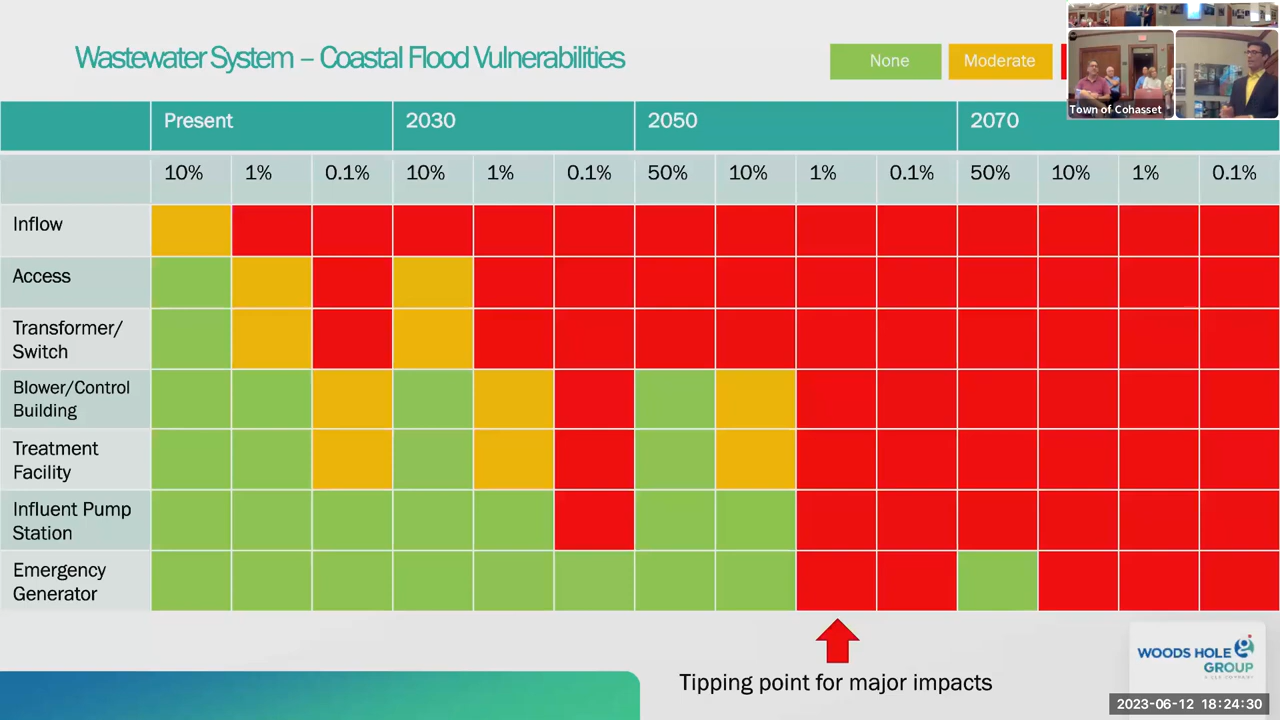 Wastewater System – Coastal Flood Vulnerabilities
None Moderate
Town of Cohasset
Present 2030 2050 2070
10% 1% 0.1% 10% 1% 0.1% 50% 10% 1% 0.1% 50% 10% 1% 0.1%
Inflow
Access
Transformer/
Switch
Blower/Control
Building
Treatment
Facility
Influent Pump
Station
Emergency
Generator
Tipping point for major impacts
WOODS HOLE
GROUP
2023-06-12 18:24:30